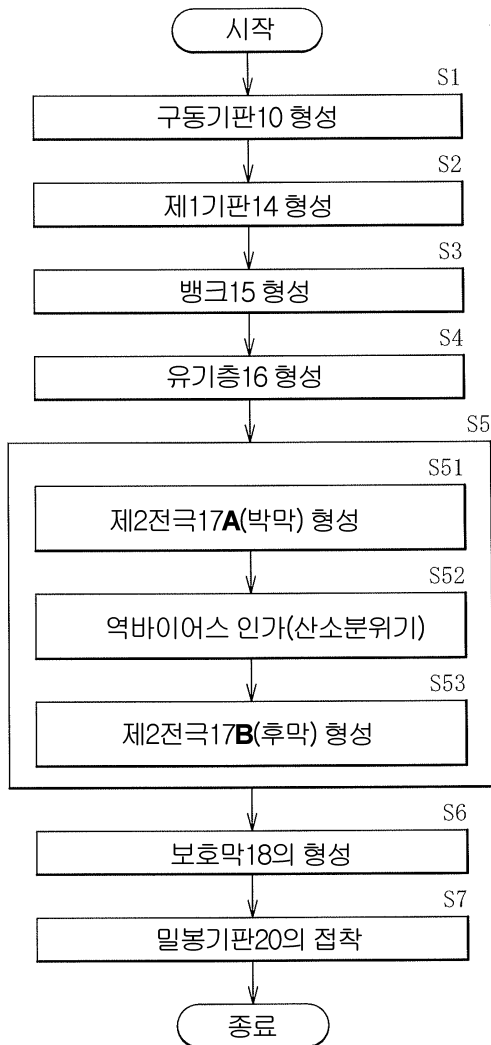 시작
S1
구동기판10 형성
S2
제1기판14 형성
S3
뱅크15 형성
S4
유기층16 형성
S5
S51
제2전극17A(박막) 형성
S52
역바이어스 인가(산소분위기)
S53
제2전극17B(후막) 형성
S6
보호막18의 형성
S7
밀봉기판20의 접착
종료